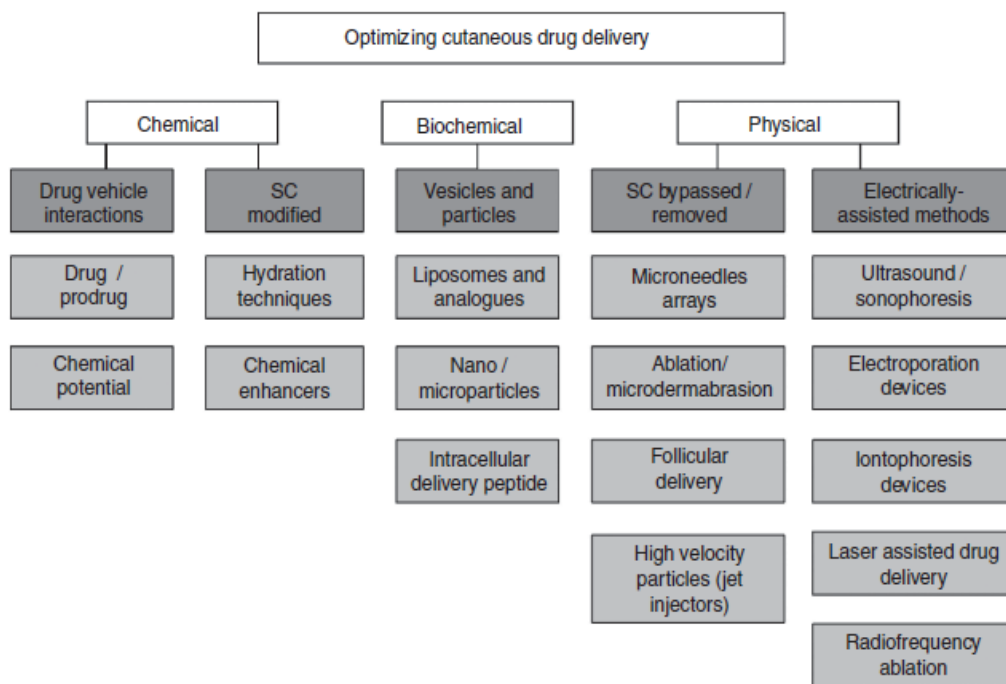 Optimizing cutaneous drug delivery
Chemical
Biochemical
Physical
Drug vehicle
interactions
SC
modified
Vesicles and
particles
SC bypassed /
removed
Electrically-
assisted methods
Drug /
prodrug
Hydration
techniques
Liposomes and
analogues
Microneedles
arrays
Ultrasound /
sonophoresis
Chemical
potential
Chemical
enhancers
Nano /
microparticles
Ablation/
microdermabrasion
Electroporation
devices
Intracellular
delivery peptide
Follicular
delivery
Iontophoresis
devices
High velocity
particles (jet
injectors)
Laser assisted drug
delivery
Radiofrequency
ablation